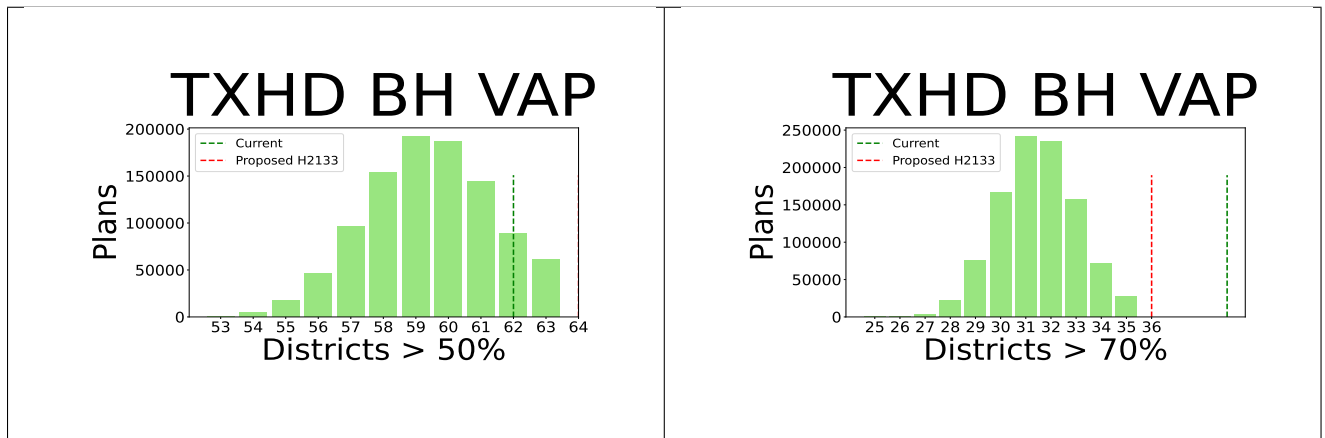 TXHD BH VAP
200000
150000
100000
50000
0
Plans
Current
Proposed H2133
53 54 55 56 57 58 59 60 61 62 63 64
Districts > 50%
TXHD BH VAP
250000
200000
150000
100000
50000
0
Plans
Current
Proposed H2133
25 26 27 28 29 30 31 32 33 34 35 36
Districts > 70%